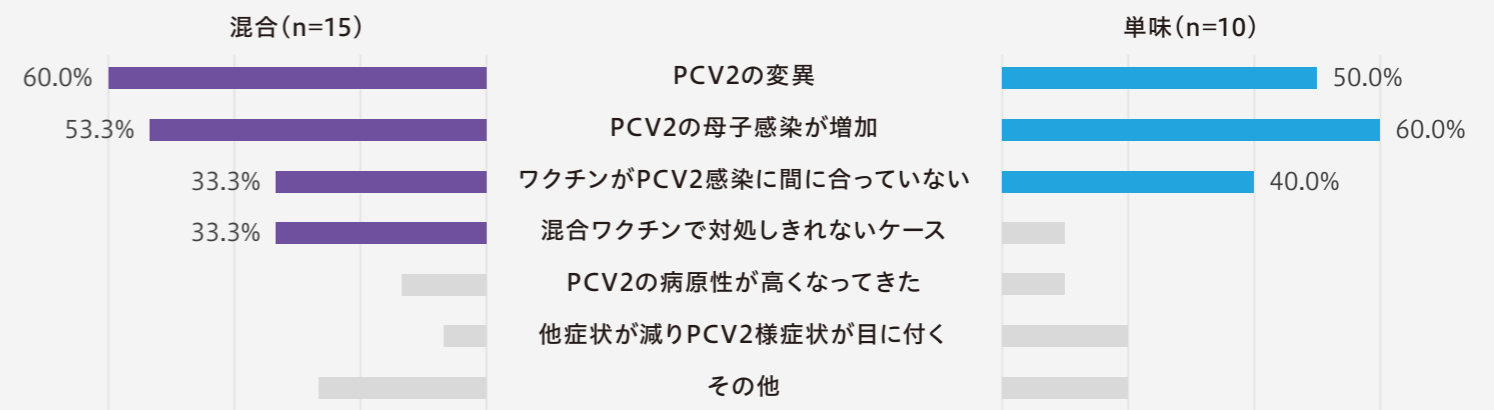 混合（n=15）
単味（n=10）
60.0% PCV2の変異 50.0%
53.3% PCV2の母子感染が増加 60.0%
33.3% ワクチンがPCV2感染に間に合っていない 40.0%
33.3% 混合ワクチンで対処しきれないケース
PCV2の病原性が高くなってきた
他症状が減りPCV2様症状が目に付く
その他